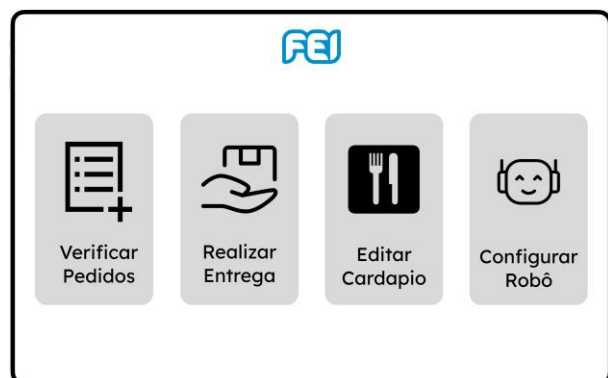 FEI
Verificar
Pedidos
Realizar
Entrega
Editar
Cardapio
Configurar
Robô